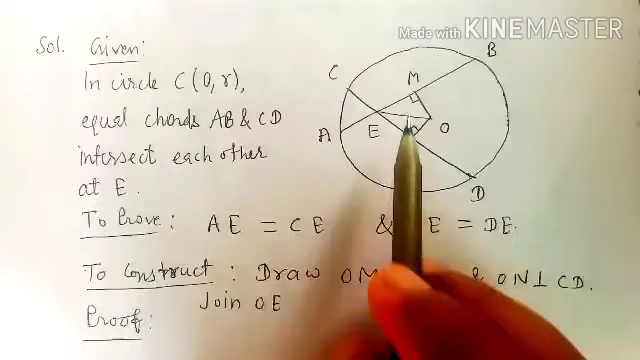 Made with KINEMASTER
Sol. Given:
In circle C(O, r),
equal chords AB & CD
intersect each other
at E.
C
M
B
A
E
O
D
To Prove: AE = CE & E = DE.
To Construct: Draw OM & ON⊥ CD.
Join OE
Proof: